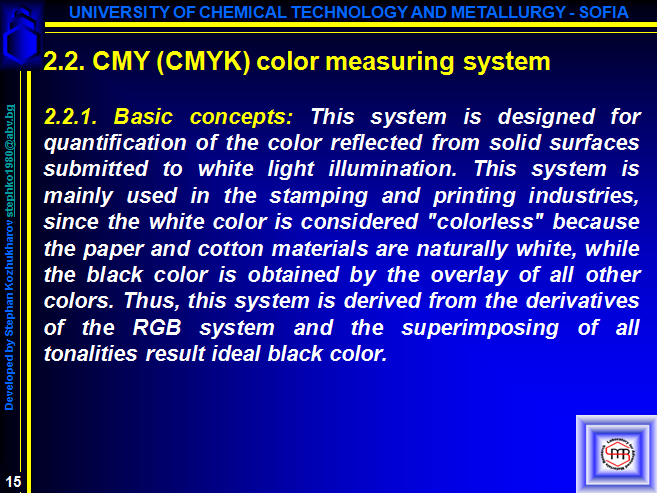 UNIVERSITY OF CHEMICAL TECHNOLOGY AND METALLURGY - SOFIA
2.2. CMY (CMYK) color measuring system
2.2.1. Basic concepts: This system is designed for
quantification of the color reflected from solid surfaces
submitted to white light illumination. This system is
mainly used in the stamping and printing industries,
since the white color is considered "colorless" because
the paper and cotton materials are naturally white, while
the black color is obtained by the overlay of all other
colors. Thus, this system is derived from the derivatives
of the RGB system and the superimposing of all
tonalities result ideal black color.
Developed by Stephan Kozhukharov stephko1980@abv.bg
15